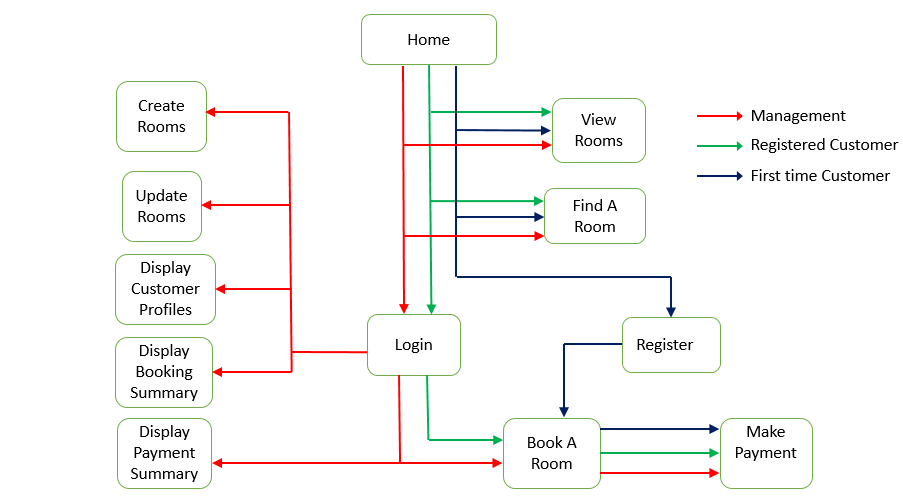 Home
Create
Rooms
View
Rooms
Management
Registered Customer
First time Customer
Update
Rooms
Find A
Room
Display
Customer
Profiles
Login
Register
Display
Booking
Summary
Display
Payment
Summary
Book A
Room
Make
Payment